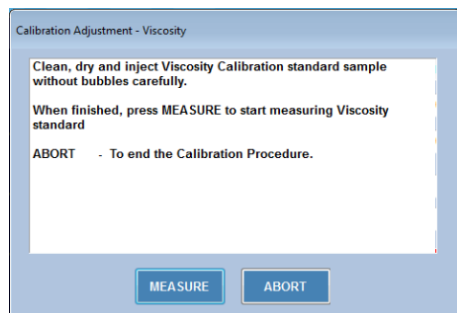 Calibration Adjustment - Viscosity
Clean, dry and inject Viscosity Calibration standard sample
without bubbles carefully.
When finished, press MEASURE to start measuring Viscosity
standard
ABORT - To end the Calibration Procedure.
MEASURE ABORT